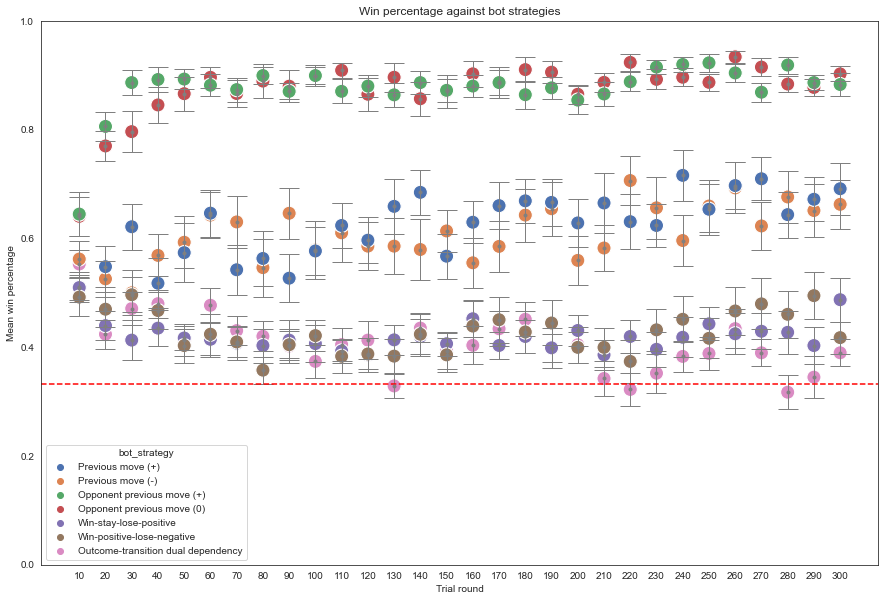 Win percentage against bot strategies
1.0
0.8
0.6
0.4
0.2
0.0
Mean win percentage
bot_strategy
Previous move (+)
Previous move (-)
Opponent previous move (+)
Opponent previous move (0)
Win-stay-lose-positive
Win-positive-lose-negative
Outcome-transition dual dependency
10 20 30 40 50 60 70 80 90 100 110 120 130 140 150 160 170 180 190 200 210 220 230 240 250 260 270 280 290 300
Trial round